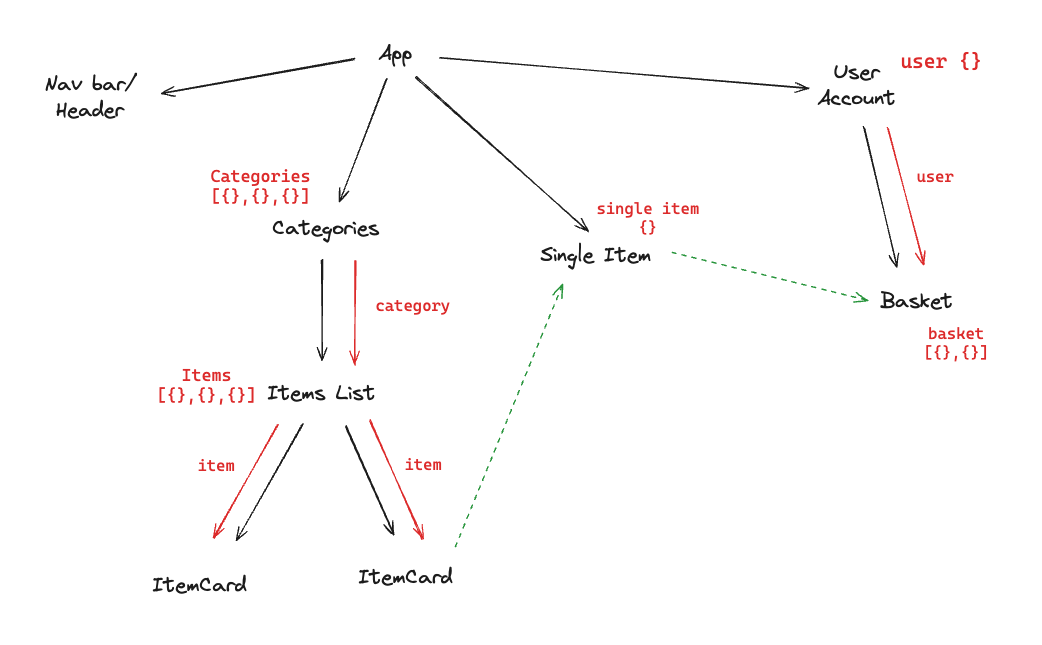 App
Nav bar/
Header
User
Account
user {}
Categories
[{},{},{}]
Categories
single item
{}
Single Item
user
Basket
basket
[{},{}]
category
Items
[{},{},{}]
Items List
item
item
ItemCard
ItemCard